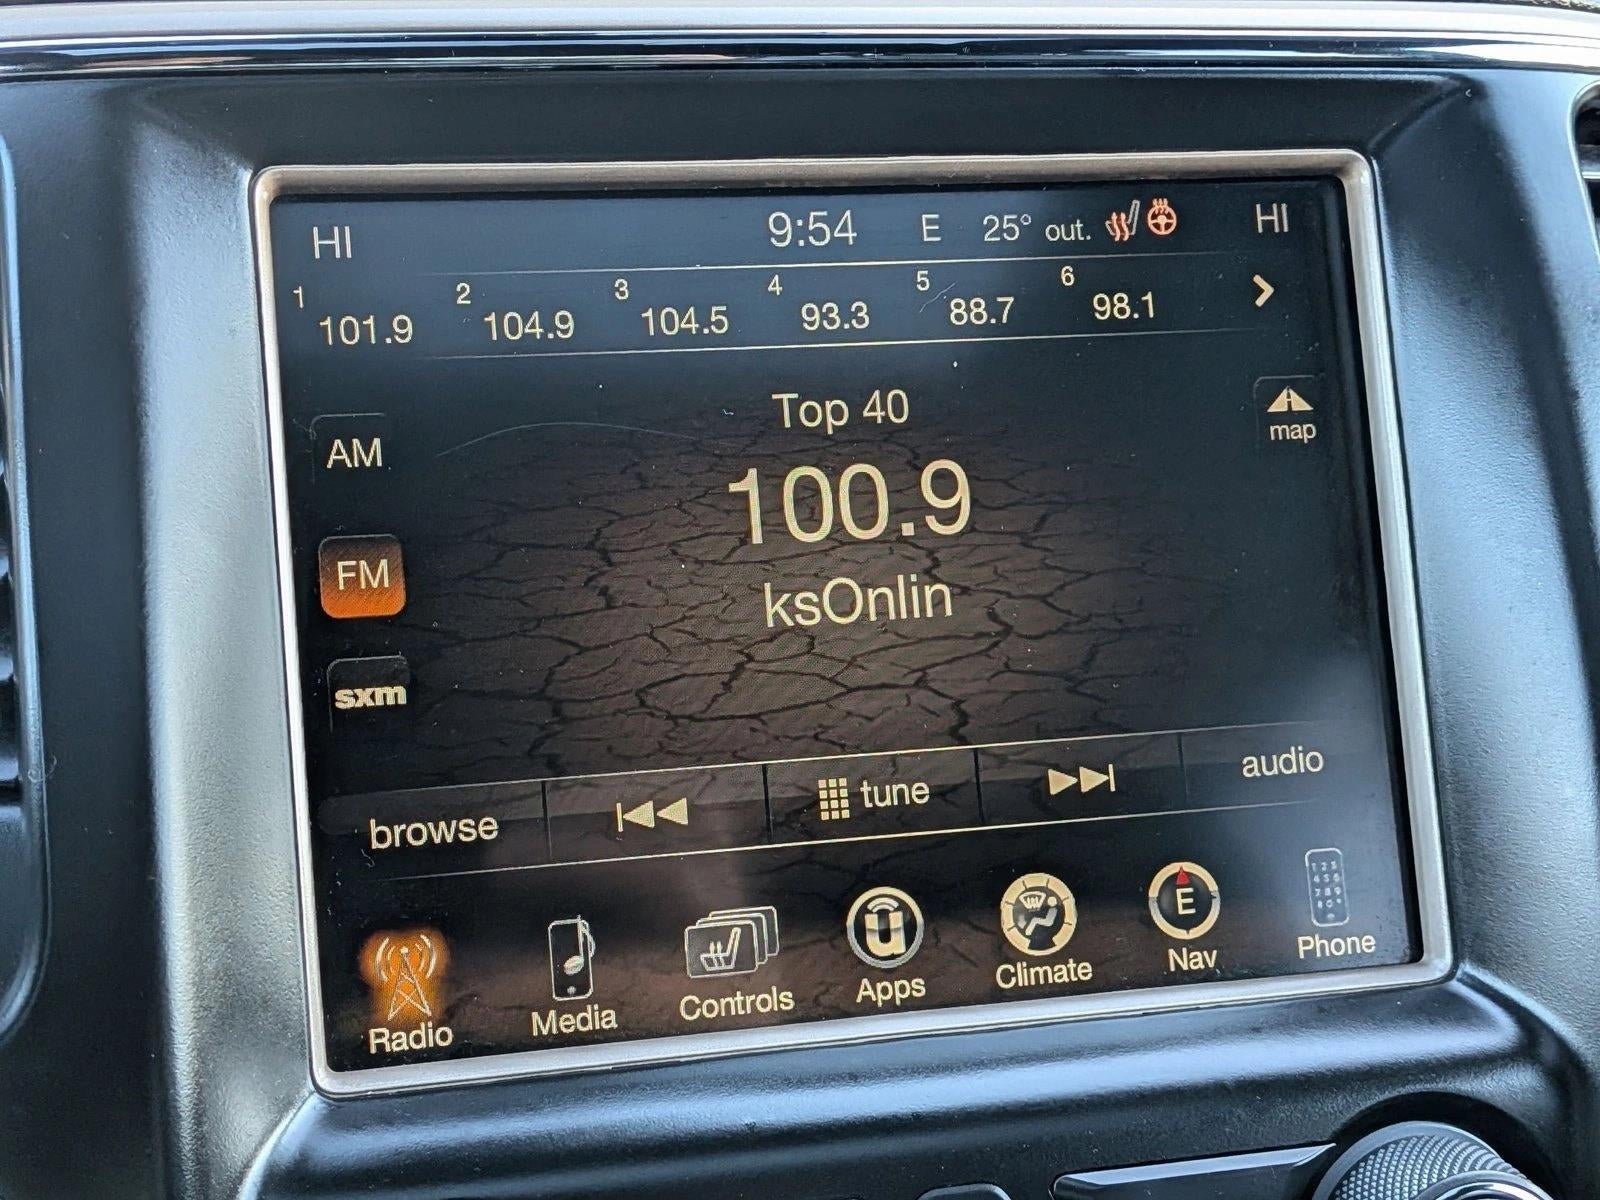 HI 9:54 E 25° out. HI
1 101.9 2 104.9 3 104.5 4 93.3 5 88.7 6 98.1
Top 40
map
AM
100.9
FM
ksOnlin
sxm
browse tune audio
Radio Media Controls Apps Climate E Nav Phone